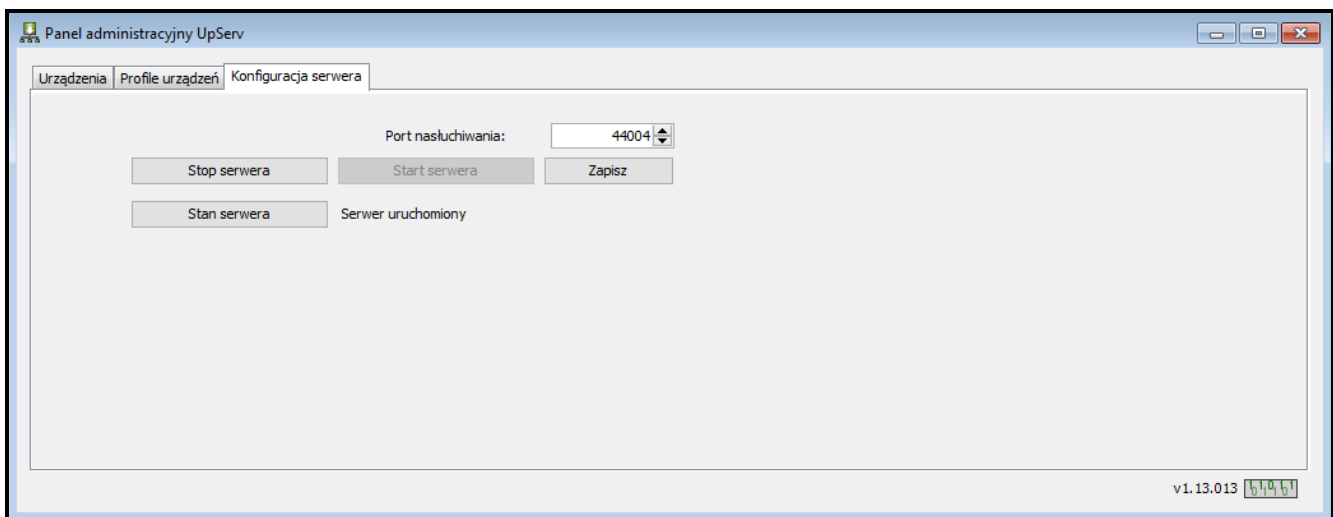 Panel administracyjny UpServ
Urządzenia Profile urządzeń Konfiguracja serwera
Port nasłuchiwania: 44004
Stop serwera Start serwera Zapisz
Stan serwera Serwer uruchomiony
v1.13.013